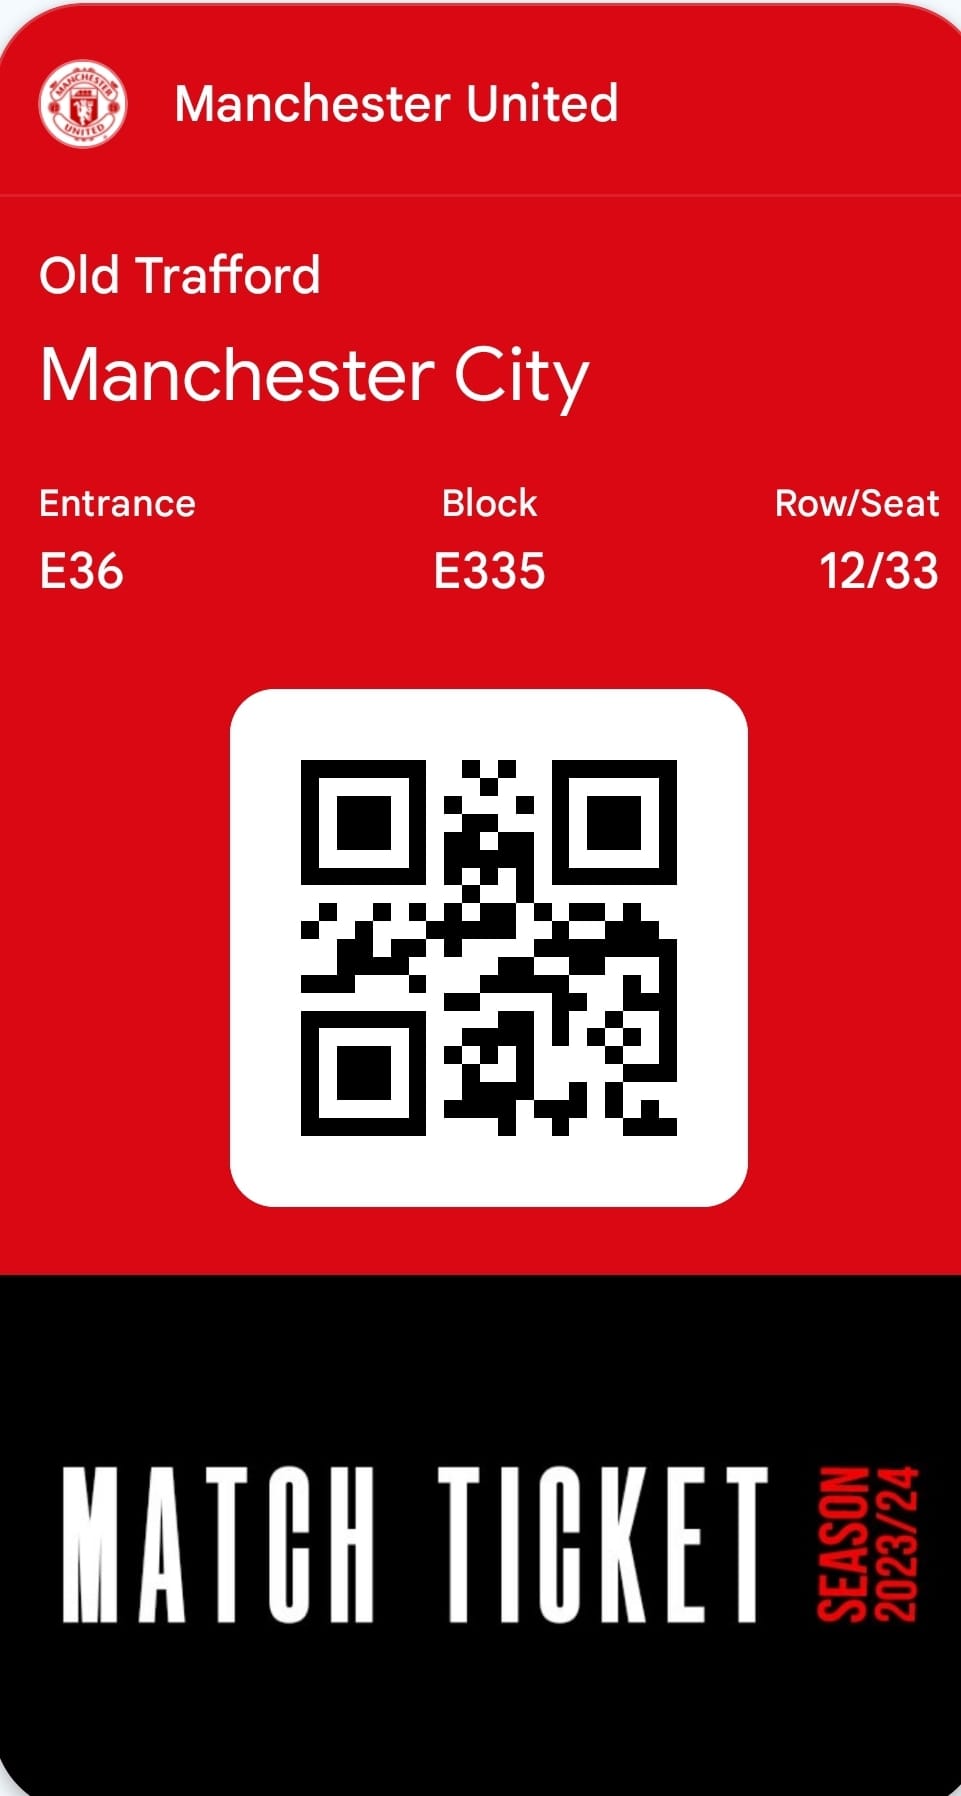 MANCHESTER
UNITED
Manchester United
Old Trafford
Manchester City
Entrance Block Row/Seat
E36 E335 12/33
MATCH TICKET
SEASON
2023/24